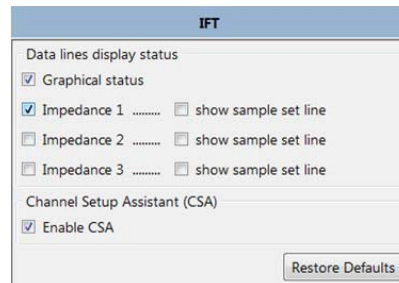 IFT
Data lines display status
Graphical status
Impedance 1 ......... show sample set line
Impedance 2 ......... show sample set line
Impedance 3 ......... show sample set line
Channel Setup Assistant (CSA)
Enable CSA
Restore Defaults